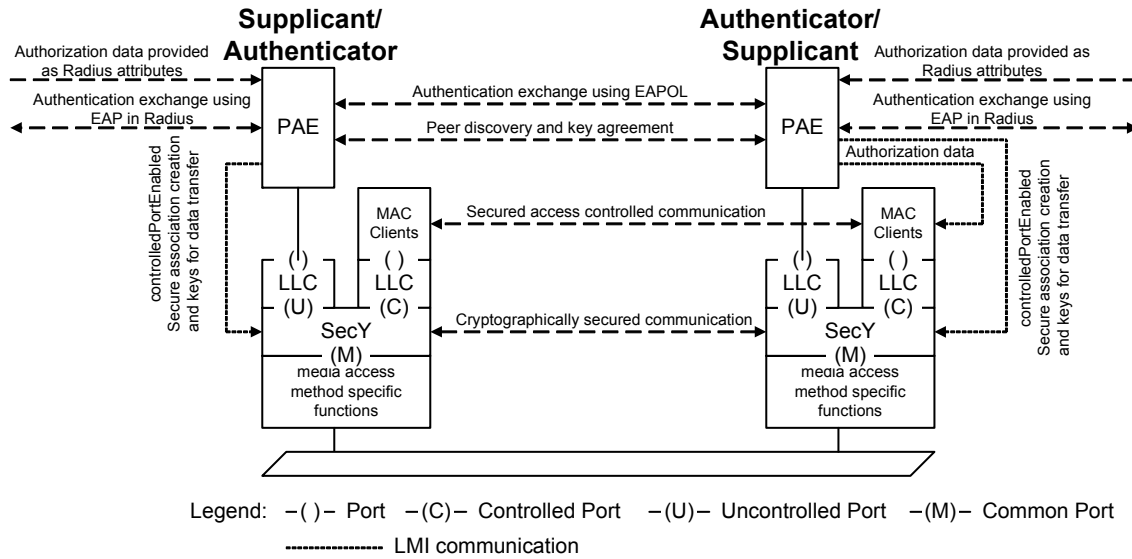 Supplicant/
Authenticator
Authenticator/
Supplicant
Authorization data provided
as Radius attributes
Authentication exchange using
EAP in Radius
PAE
Authentication exchange using EAPOL
Peer discovery and key agreement
PAE
Authorization data provided as
Radius attributes
Authentication exchange using
EAP in Radius
Authorization data
controlledPortEnabled
Secure association creation
and keys for data transfer
MAC
Clients
Secured access controlled communication
MAC
Clients
controlledPortEnabled
Secure association creation
and keys for data transfer
( )
LLC
(U)
( )
LLC
(C)
SecY
(M)
media access
method specific
functions
Cryptographically secured communication
( )
LLC
(U)
( )
LLC
(C)
SecY
(M)
media access
method specific
functions
Legend: –( )– Port –(C)– Controlled Port –(U)– Uncontrolled Port –(M)– Common Port
LMI communication